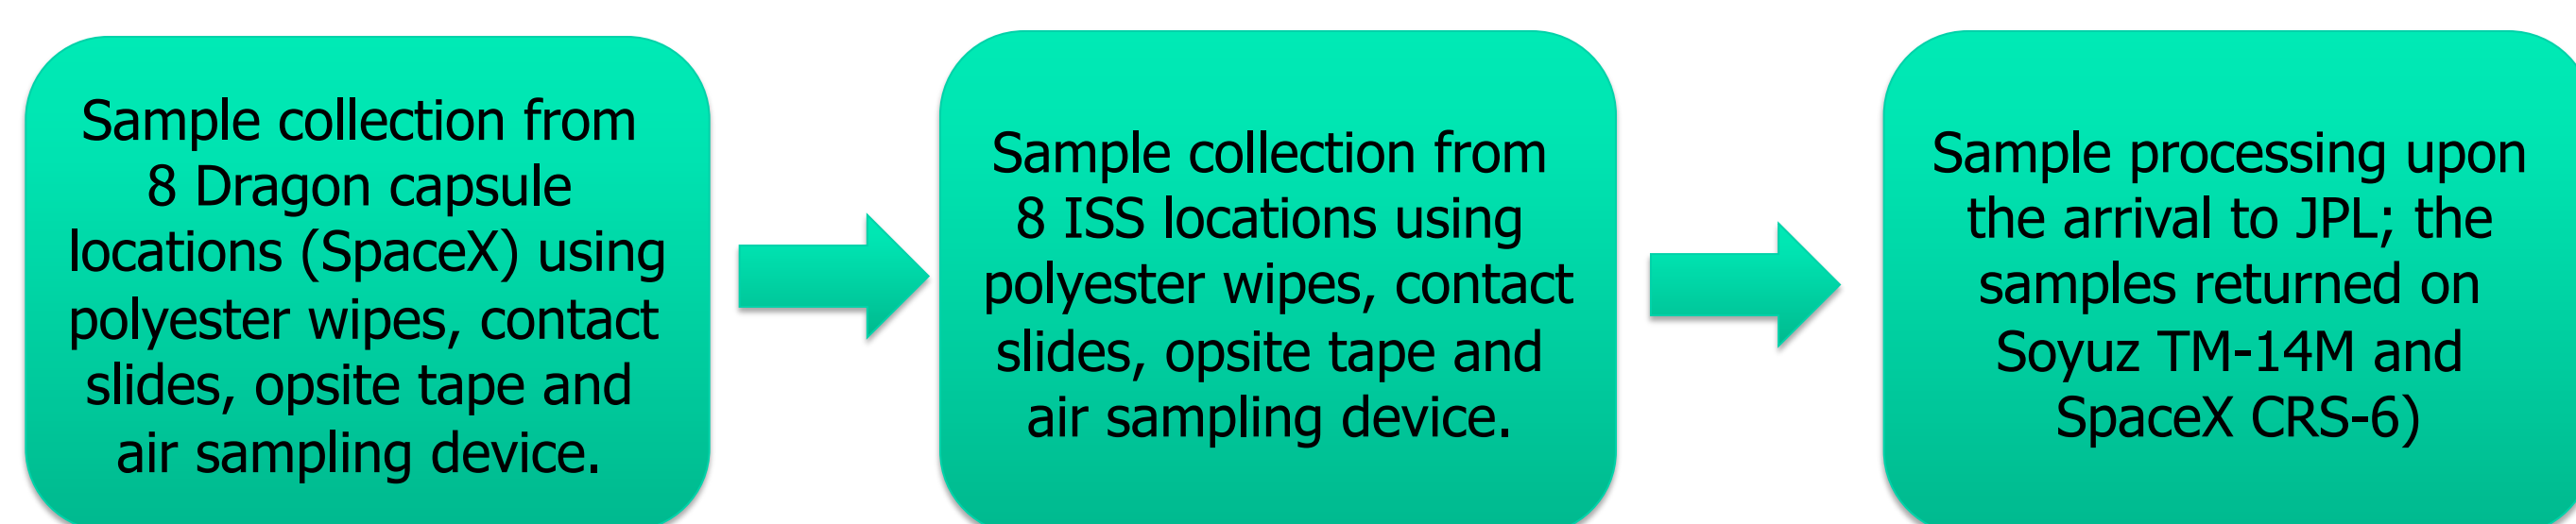 Sample collection from
8 Dragon capsule
locations (SpaceX) using
polyester wipes, contact
slides, opsite tape and
air sampling device.
Sample collection from
8 ISS locations using
polyester wipes, contact
slides, opsite tape and
air sampling device.
Sample processing upon
the arrival to JPL; the
samples returned on
Soyuz TM-14M and
SpaceX CRS-6)